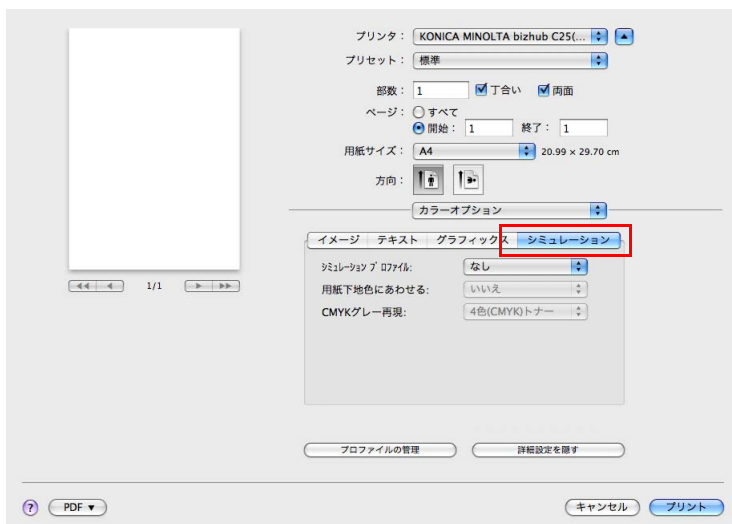 プリンタ： KONICA MINOLTA bizhub C25(...
プリセット： 標準
部数： 1 丁合い 両面
ページ： すべて
開始： 1 終了： 1
用紙サイズ： A4 20.99 × 29.70 cm
方向：
カラーオプション
イメージ テキスト グラフィックス シミュレーション
ｼﾐｭﾚｰｼｮﾝﾌﾟﾛﾌｧｲﾙ: なし
用紙下地色にあわせる: いいえ
CMYKグレー再現: 4色(CMYK)トナー
1/1
プロファイルの管理 詳細設定を隠す
? PDF ▼ キャンセル プリント